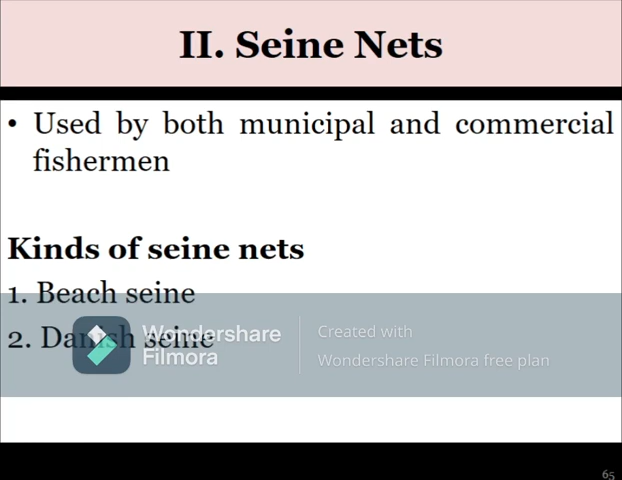 II. Seine Nets
• Used by both municipal and commercial
fishermen
Kinds of seine nets
1. Beach seine
2. Danish seine
Wondershare
Filmora
Created with
Wondershare Filmora free plan
65